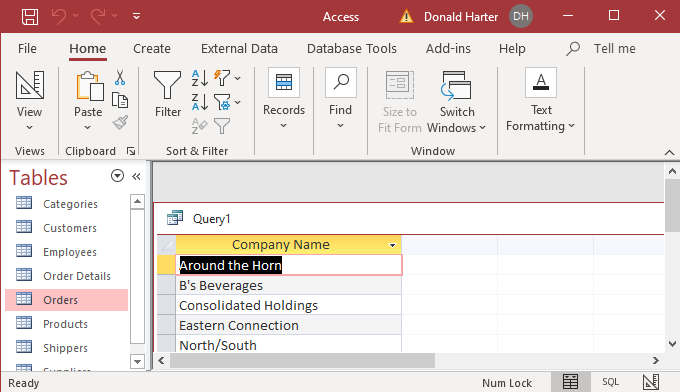 Access
Donald Harter
DH
File
Home
Create
External Data
Database Tools
Add-ins
Help
Tell me
View
Paste
Filter
Records
Find
Size to
Fit Form
Switch
Windows
Text
Formatting
Views
Clipboard
Sort & Filter
Window
Tables
Categories
Customers
Employees
Order Details
Orders
Products
Shippers
Query1
Company Name
Around the Horn
B's Beverages
Consolidated Holdings
Eastern Connection
North/South
Ready
Num Lock
SQL